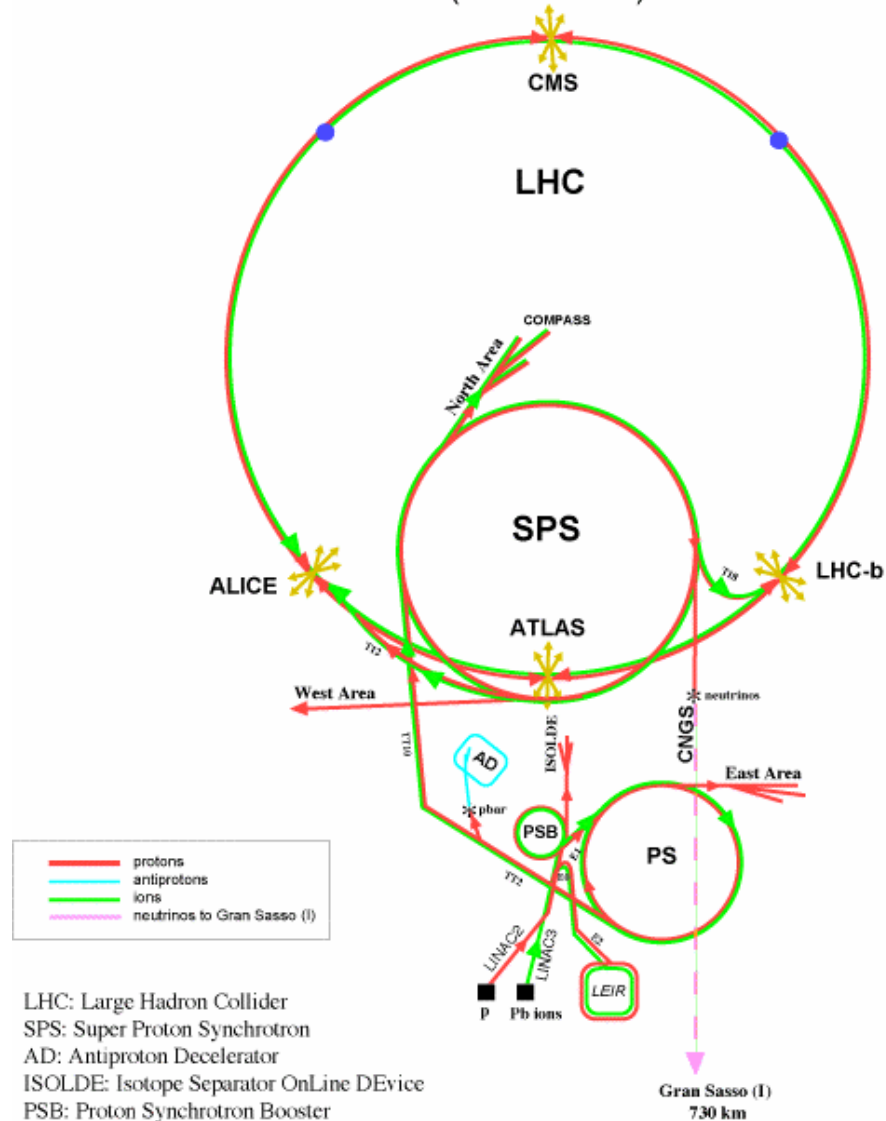 CMS
LHC
COMPASS
North Area
SPS
ALICE
LHC-b
TI8
ATLAS
TI2
West Area
neutrinos
CNGS
ISOLDE
TT10
AD
East Area
pbar
PSB
PS
E1
E0
TT2
protons
antiprotons
ions
neutrinos to Gran Sasso (I)
E2
LINAC2
LINAC3
LEIR
p
Pb ions
LHC: Large Hadron Collider
SPS: Super Proton Synchrotron
AD: Antiproton Decelerator
ISOLDE: Isotope Separator OnLine DEvice
PSB: Proton Synchrotron Booster
Gran Sasso (I)
730 km